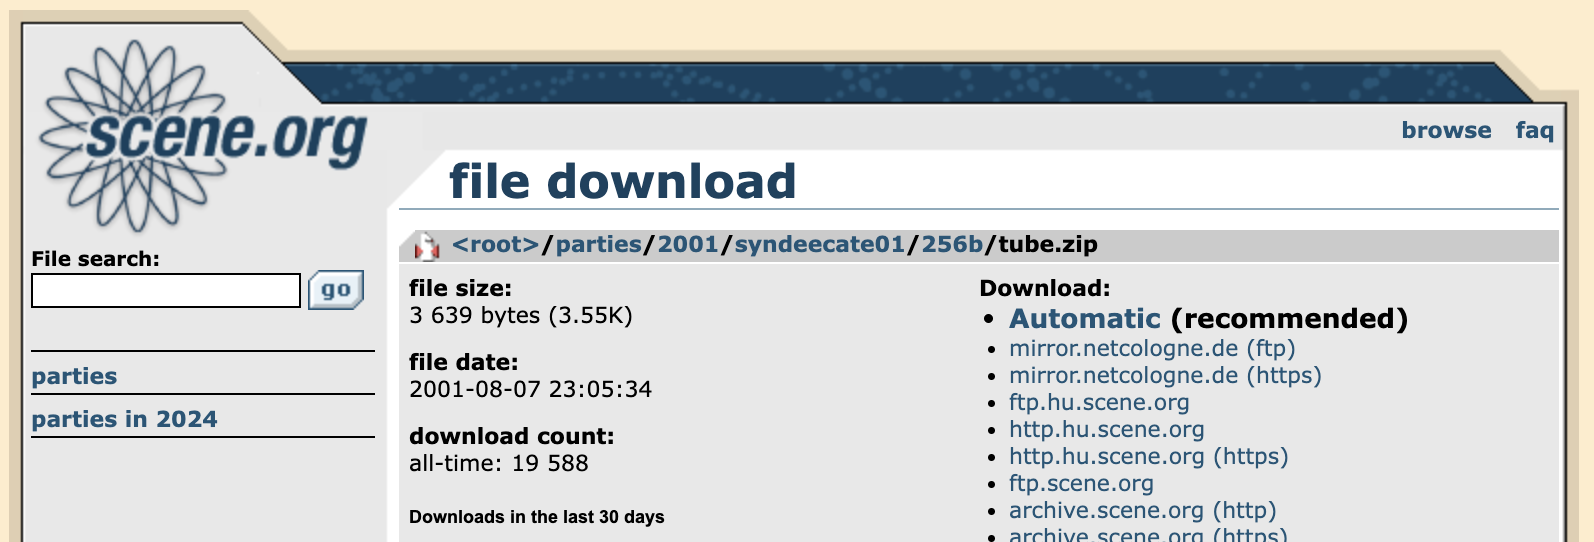 scene.org
browse faq
file download
<root>/parties/2001/syndeecate01/256b/tube.zip
File search:
go
parties
parties in 2024
file size:
3 639 bytes (3.55K)
file date:
2001-08-07 23:05:34
download count:
all-time: 19 588
Downloads in the last 30 days
Download:
• Automatic (recommended)
• mirror.netcologne.de (ftp)
• mirror.netcologne.de (https)
• ftp.hu.scene.org
• http.hu.scene.org
• http.hu.scene.org (https)
• ftp.scene.org
• archive.scene.org (http)
• archive.scene.org (https)